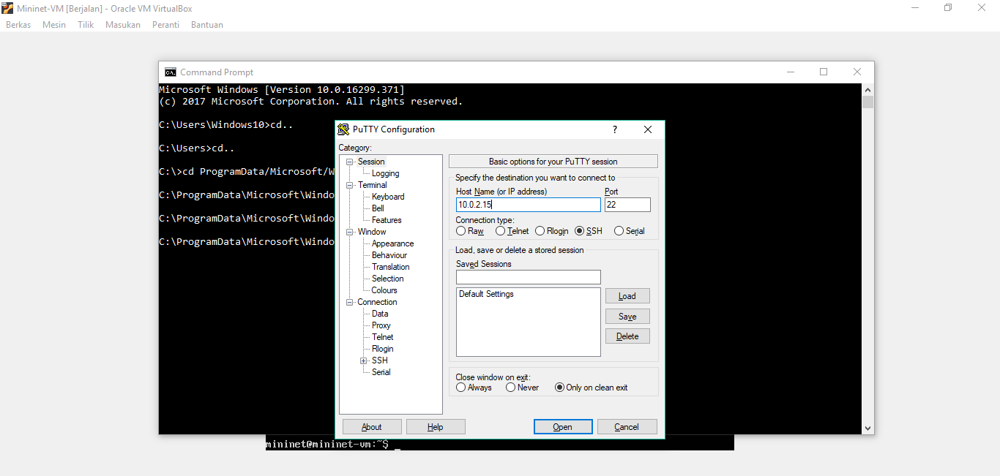 Mininet-VM [Berjalan] - Oracle VM VirtualBox
Berkas Mesin Tilik Masukan Peranti Bantuan
Command Prompt
Microsoft Windows [Version 10.0.16299.371]
(c) 2017 Microsoft Corporation. All rights reserved.
C:\Users\Windows10>cd..
C:\Users>cd..
C:\>cd ProgramData/Microsoft/W
C:\ProgramData\Microsoft\Windo
C:\ProgramData\Microsoft\Windo
C:\ProgramData\Microsoft\Windo
PuTTY Configuration
?
Category:
Session
Logging
Terminal
Keyboard
Bell
Features
Window
Appearance
Behaviour
Translation
Selection
Colours
Connection
Data
Proxy
Telnet
Rlogin
SSH
Serial
Basic options for your PuTTY session
Specify the destination you want to connect to
Host Name (or IP address) Port
10.0.2.15 22
Connection type:
Raw Telnet Rlogin SSH Serial
Load, save or delete a stored session
Saved Sessions
Default Settings
Load
Save
Delete
Close window on exit:
Always Never Only on clean exit
About Help Open Cancel
mininet@mininet-vm:~$ _